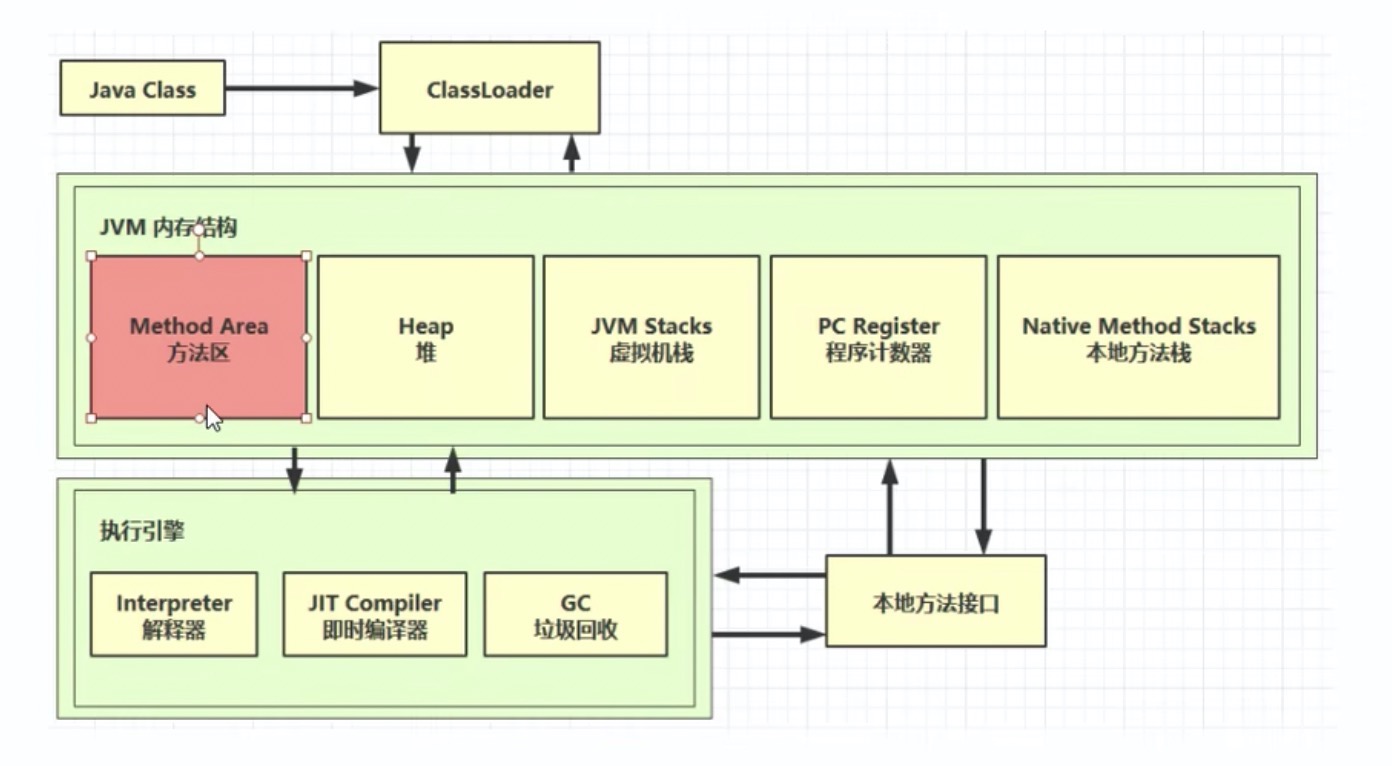 Java Class
ClassLoader
JVM 内存结构
Method Area
方法区
Heap
堆
JVM Stacks
虚拟机栈
PC Register
程序计数器
Native Method Stacks
本地方法栈
执行引擎
Interpreter
解释器
JIT Compiler
即时编译器
GC
垃圾回收
本地方法接口